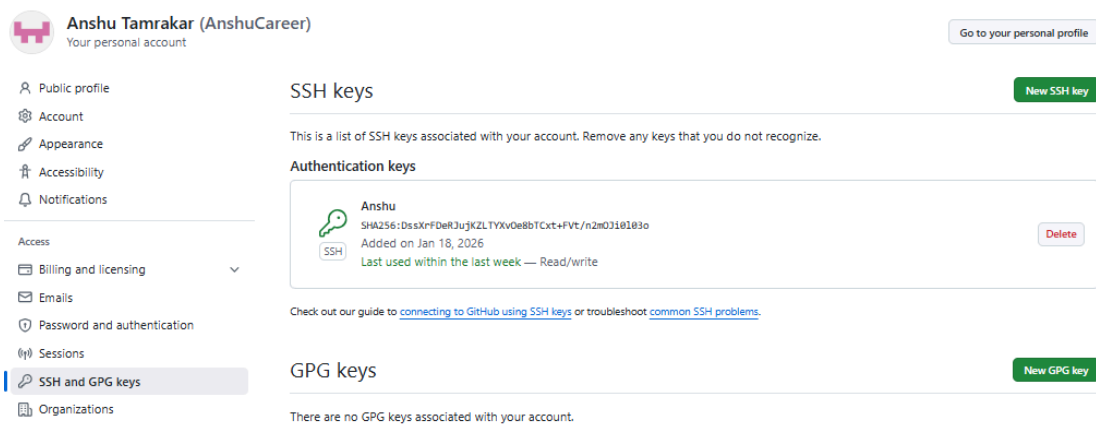 Anshu Tamrakar (AnshuCareer)
Your personal account
Go to your personal profile
Public profile
Account
Appearance
Accessibility
Notifications
Access
Billing and licensing
Emails
Password and authentication
Sessions
SSH and GPG keys
Organizations
SSH keys
New SSH key
This is a list of SSH keys associated with your account. Remove any keys that you do not recognize.
Authentication keys
Anshu
SHA256:DssXrFDeRJujKZLTYXvOe8bTCxt+FVt/n2mOJi0l03o
Added on Jan 18, 2026
Last used within the last week — Read/write
SSH
Delete
Check out our guide to connecting to GitHub using SSH keys or troubleshoot common SSH problems.
GPG keys
New GPG key
There are no GPG keys associated with your account.